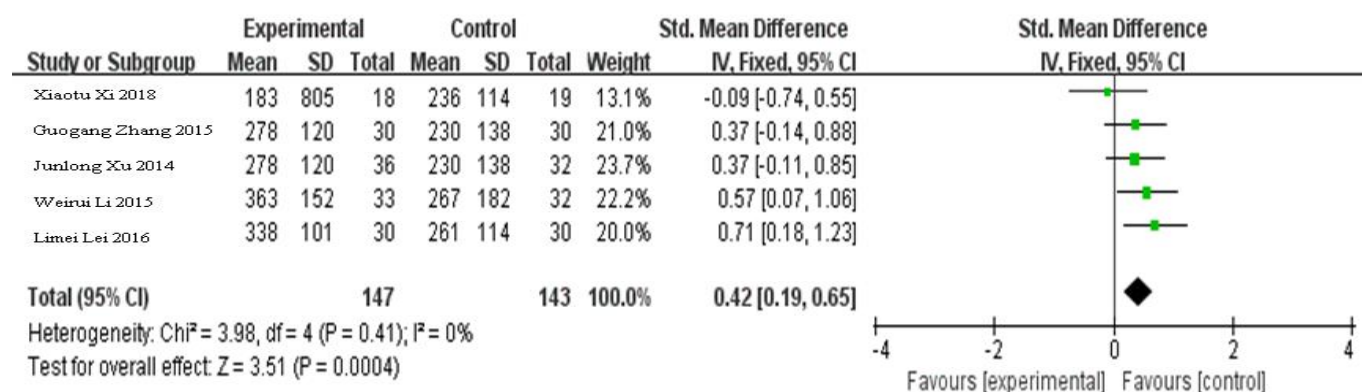 Experimental Control Std. Mean Difference Std. Mean Difference
Study or Subgroup Mean SD Total Mean SD Total Weight IV, Fixed, 95% CI IV, Fixed, 95% CI
Xiaotu Xi 2018 183 805 18 236 114 19 13.1% -0.09 [-0.74, 0.55]
Guogang Zhang 2015 278 120 30 230 138 30 21.0% 0.37 [-0.14, 0.88]
Junlong Xu 2014 278 120 36 230 138 32 23.7% 0.37 [-0.11, 0.85]
Weirui Li 2015 363 152 33 267 182 32 22.2% 0.57 [0.07, 1.06]
Limei Lei 2016 338 101 30 261 114 30 20.0% 0.71 [0.18, 1.23]
Total (95% CI) 147 143 100.0% 0.42 [0.19, 0.65]
Heterogeneity: Chi² = 3.98, df = 4 (P = 0.41); I² = 0%
Test for overall effect: Z = 3.51 (P = 0.0004)
-4 -2 0 2 4
Favours [experimental] Favours [control]